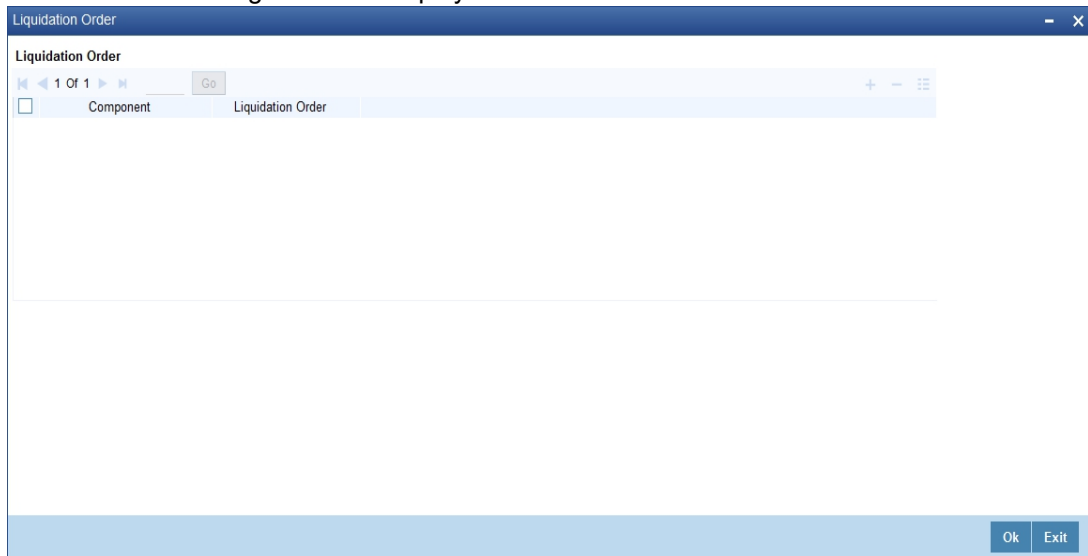 Liquidation Order
Liquidation Order
1 Of 1 Go
Component Liquidation Order
Ok Exit